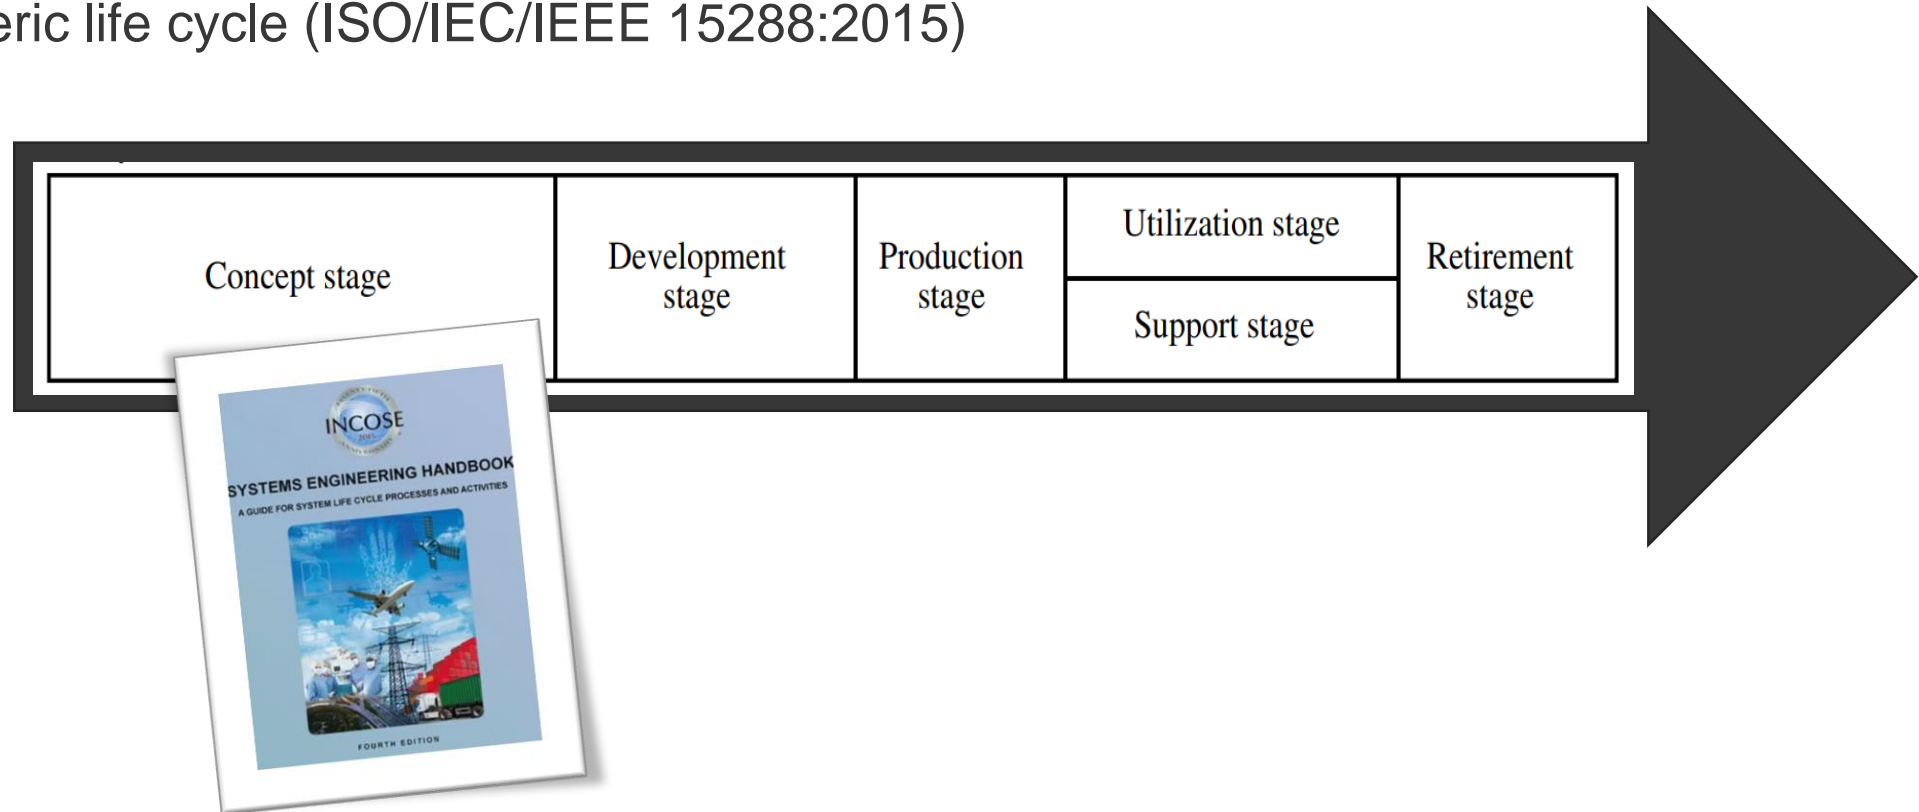 eric life cycle (ISO/IEC/IEEE 15288:2015)
Concept stage
Development
stage
Production
stage
Utilization stage
Support stage
Retirement
stage
INCOSE
SYSTEMS ENGINEERING HANDBOOK
A GUIDE FOR SYSTEM LIFE CYCLE PROCESSES AND ACTIVITIES
FOURTH EDITION